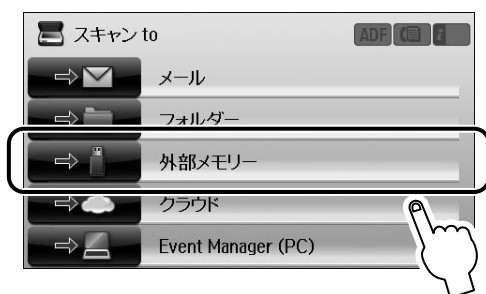 スキャン to
ADF
メール
フォルダー
外部メモリー
クラウド
Event Manager (PC)